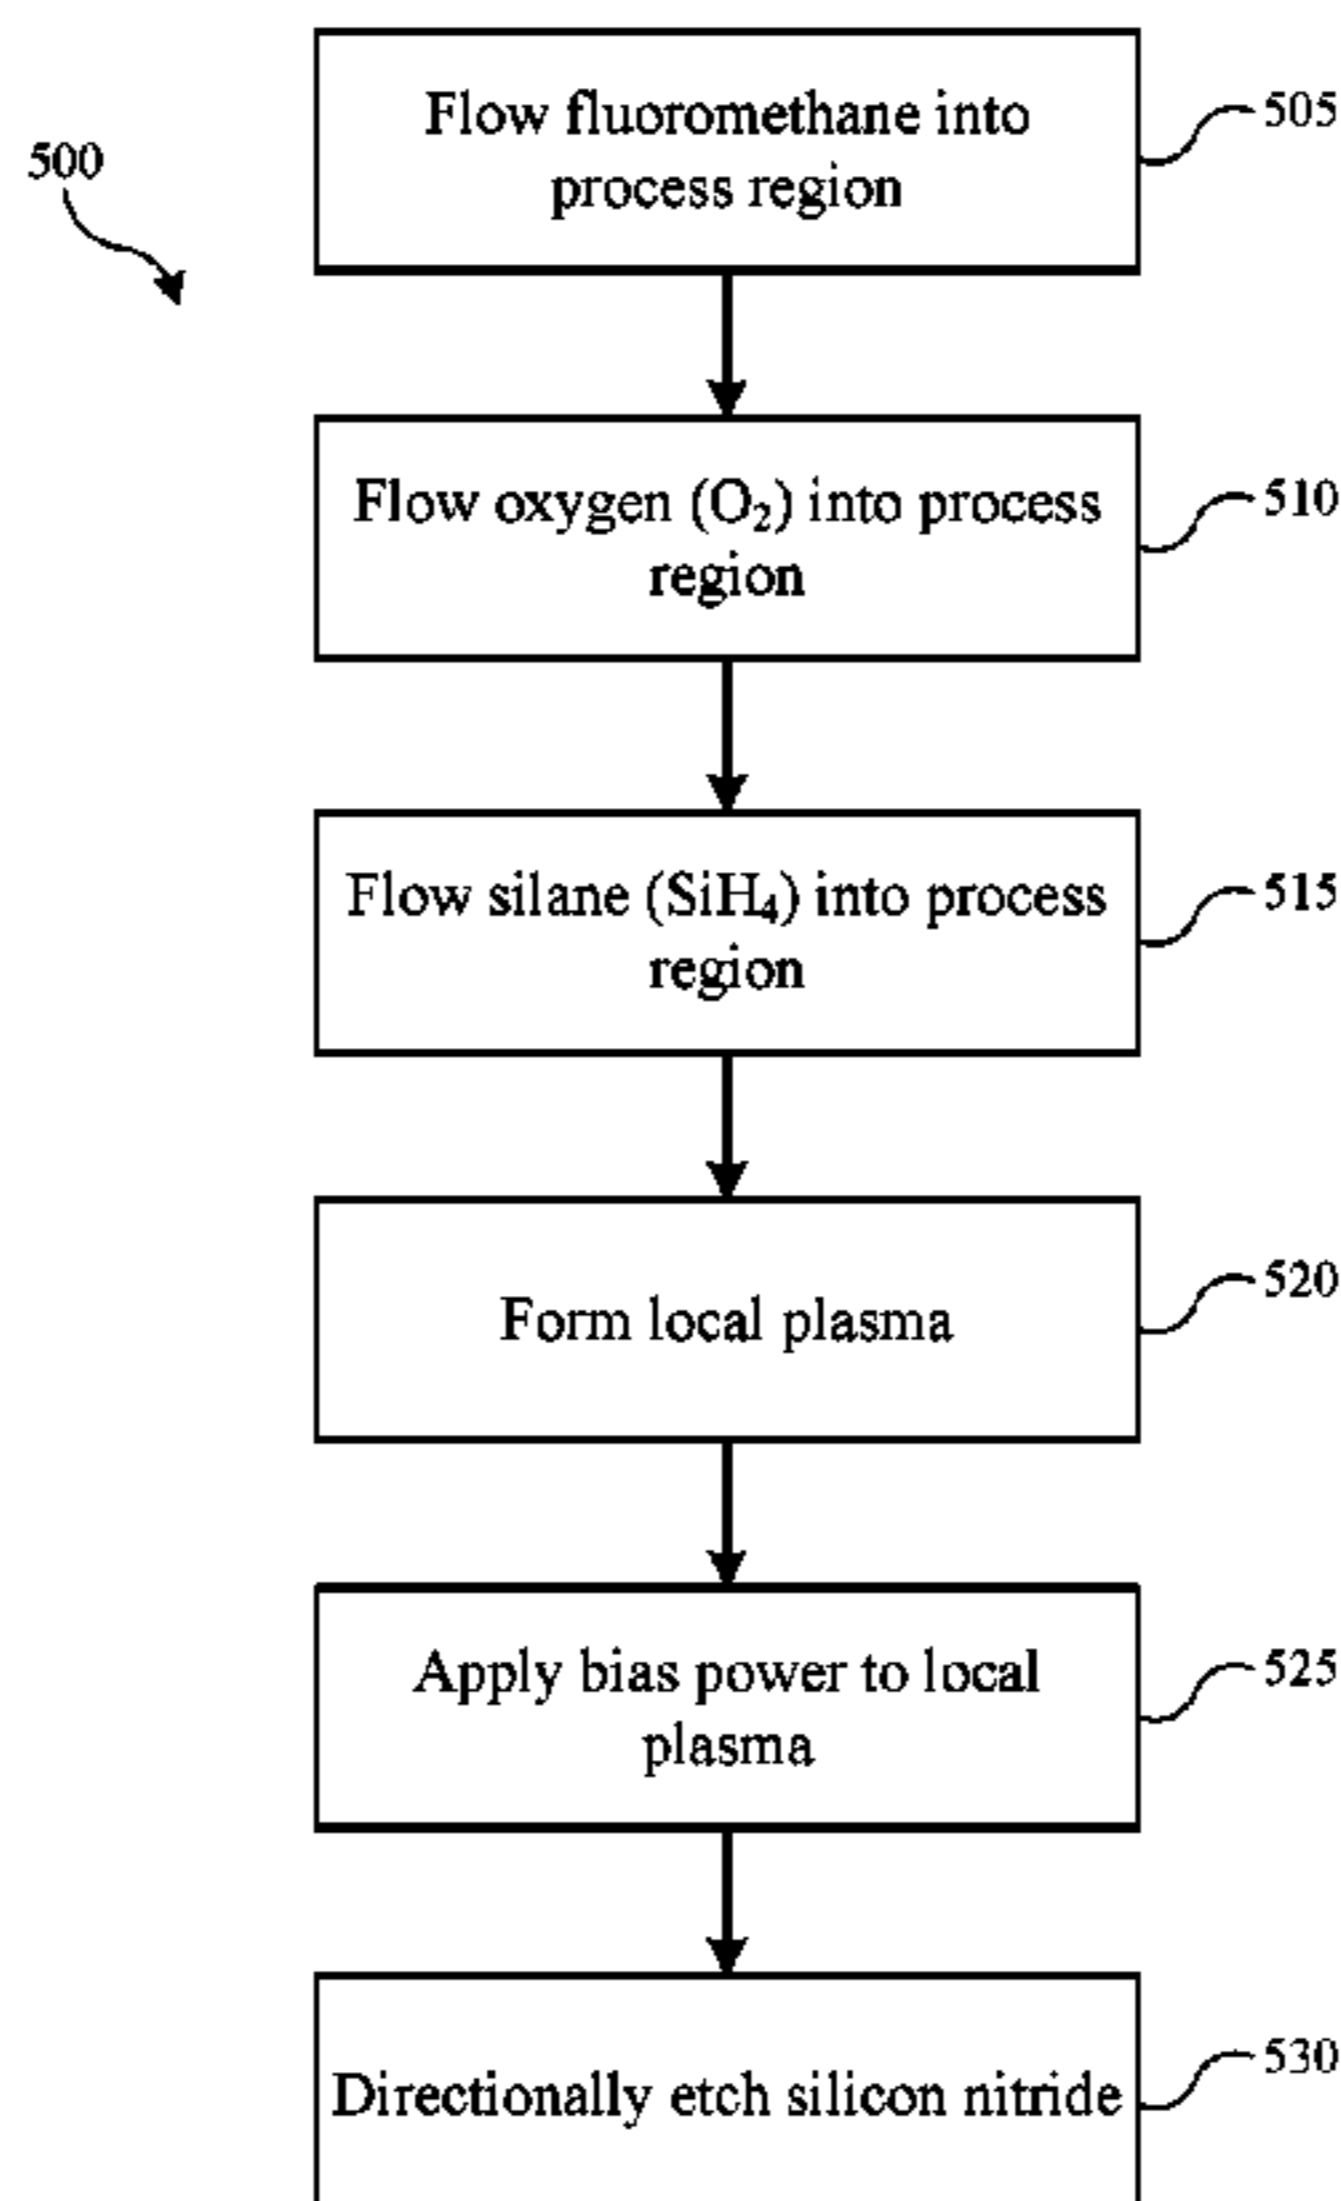 500
Flow fluoromethane into
process region
505
Flow oxygen (O₂) into process
region
510
Flow silane (SiH₄) into process
region
515
Form local plasma
520
Apply bias power to local
plasma
525
Directionally etch silicon nitride
530